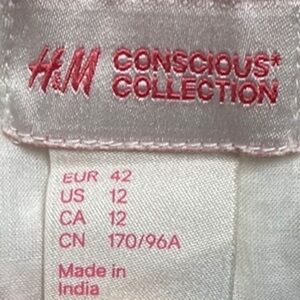 H&M CONSCIOUS*
COLLECTION
EUR 42
US 12
CA 12
CN 170/96A
Made in
India